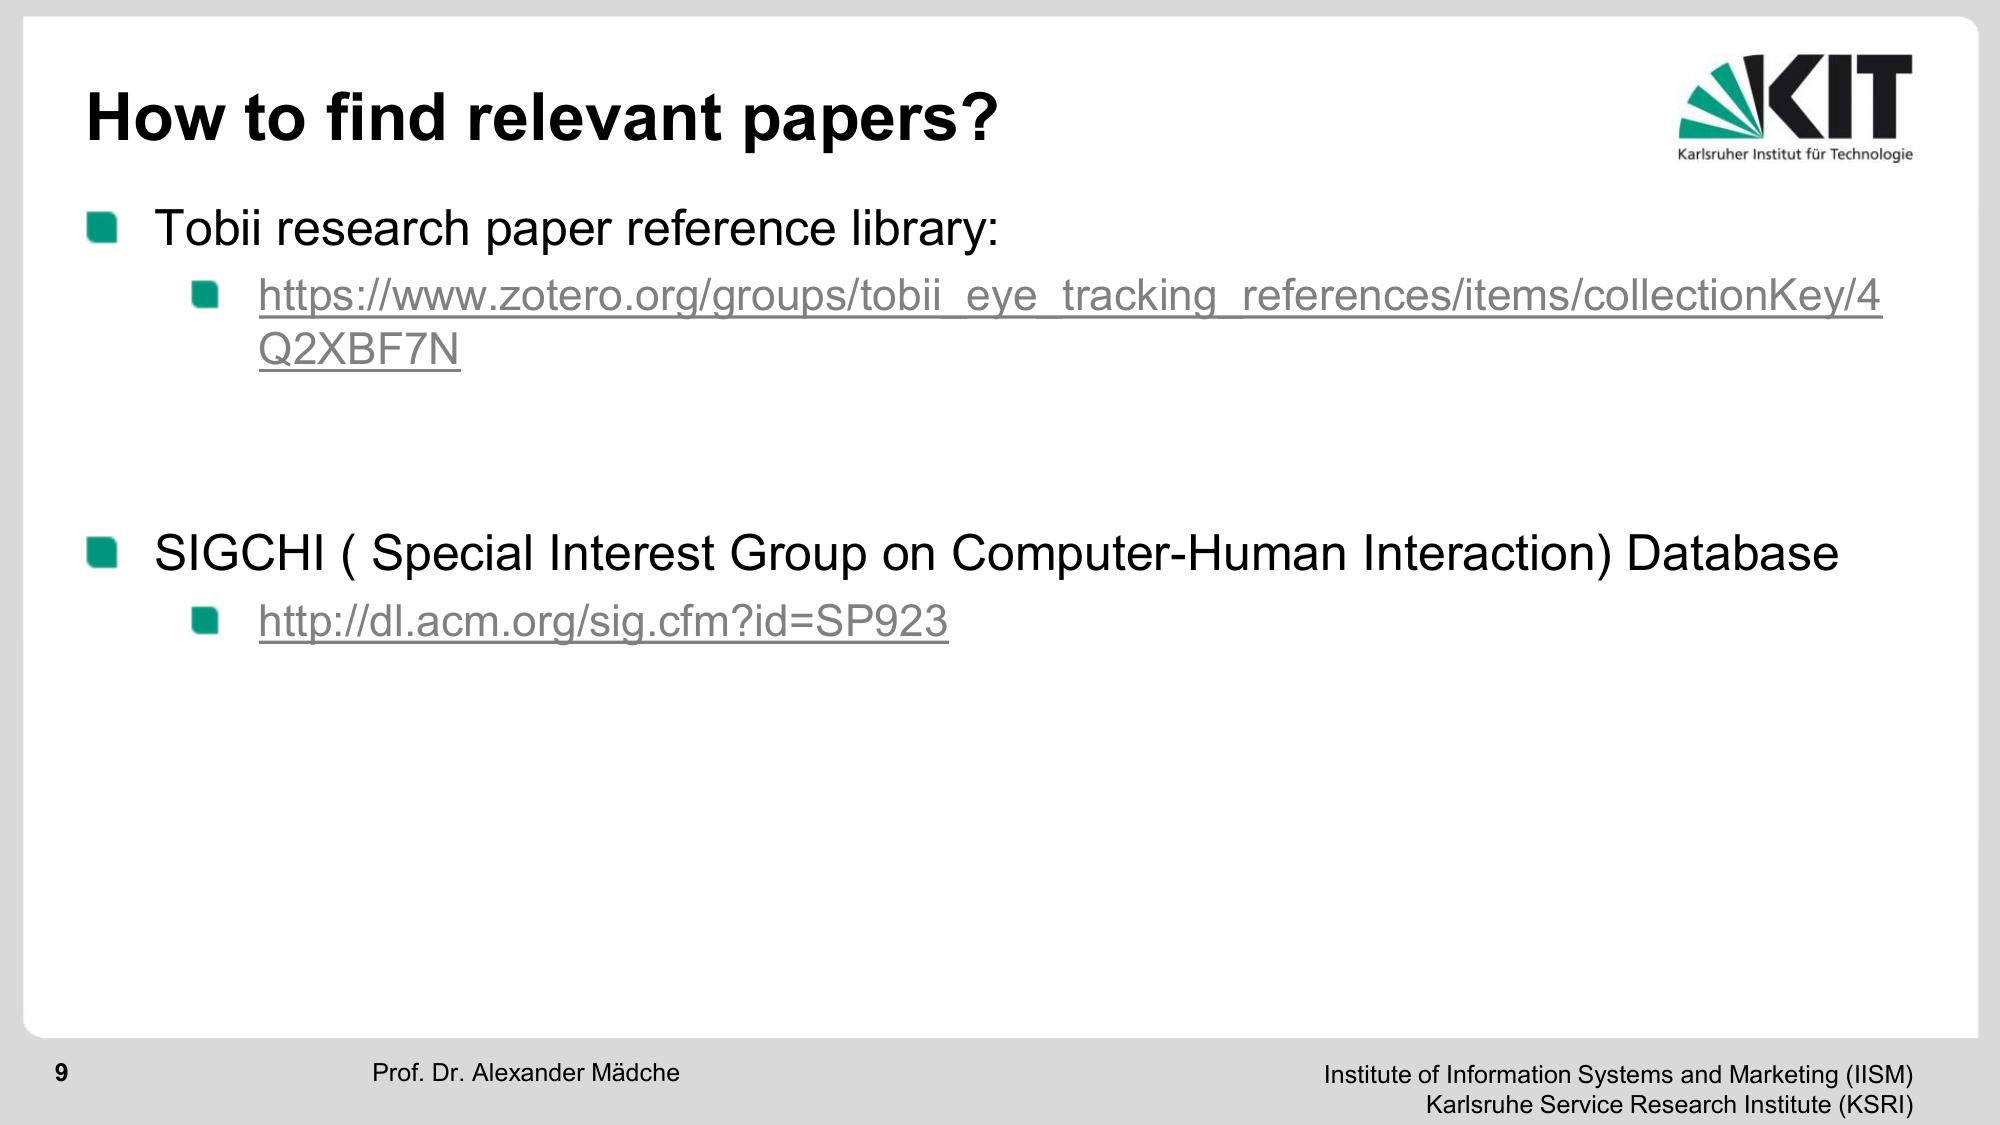 How to find relevant papers?
KIT
Karlsruher Institut für Technologie
Tobii research paper reference library:
https://www.zotero.org/groups/tobii_eye_tracking_references/items/collectionKey/4
Q2XBF7N
SIGCHI ( Special Interest Group on Computer-Human Interaction) Database
http://dl.acm.org/sig.cfm?id=SP923
9
Prof. Dr. Alexander Mädche
Institute of Information Systems and Marketing (IISM)
Karlsruhe Service Research Institute (KSRI)